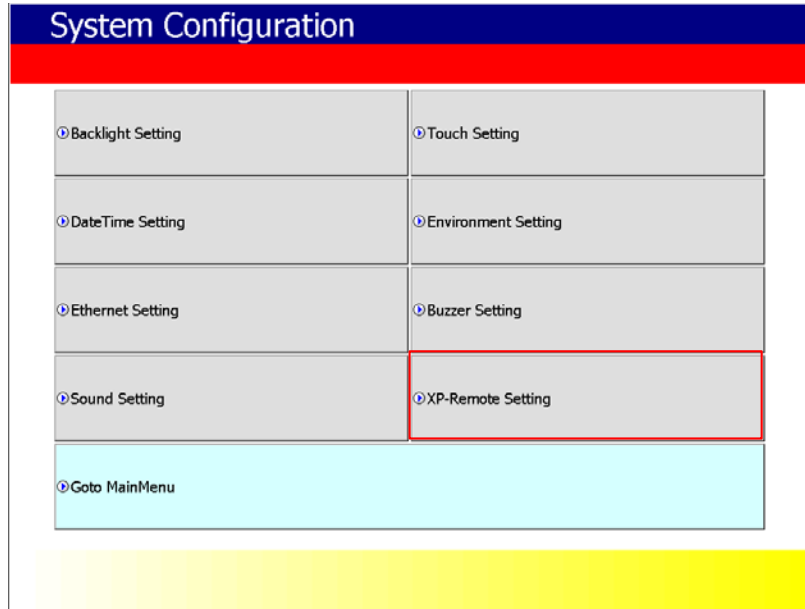 System Configuration
Backlight Setting
Touch Setting
DateTime Setting
Environment Setting
Ethernet Setting
Buzzer Setting
Sound Setting
XP-Remote Setting
Goto MainMenu